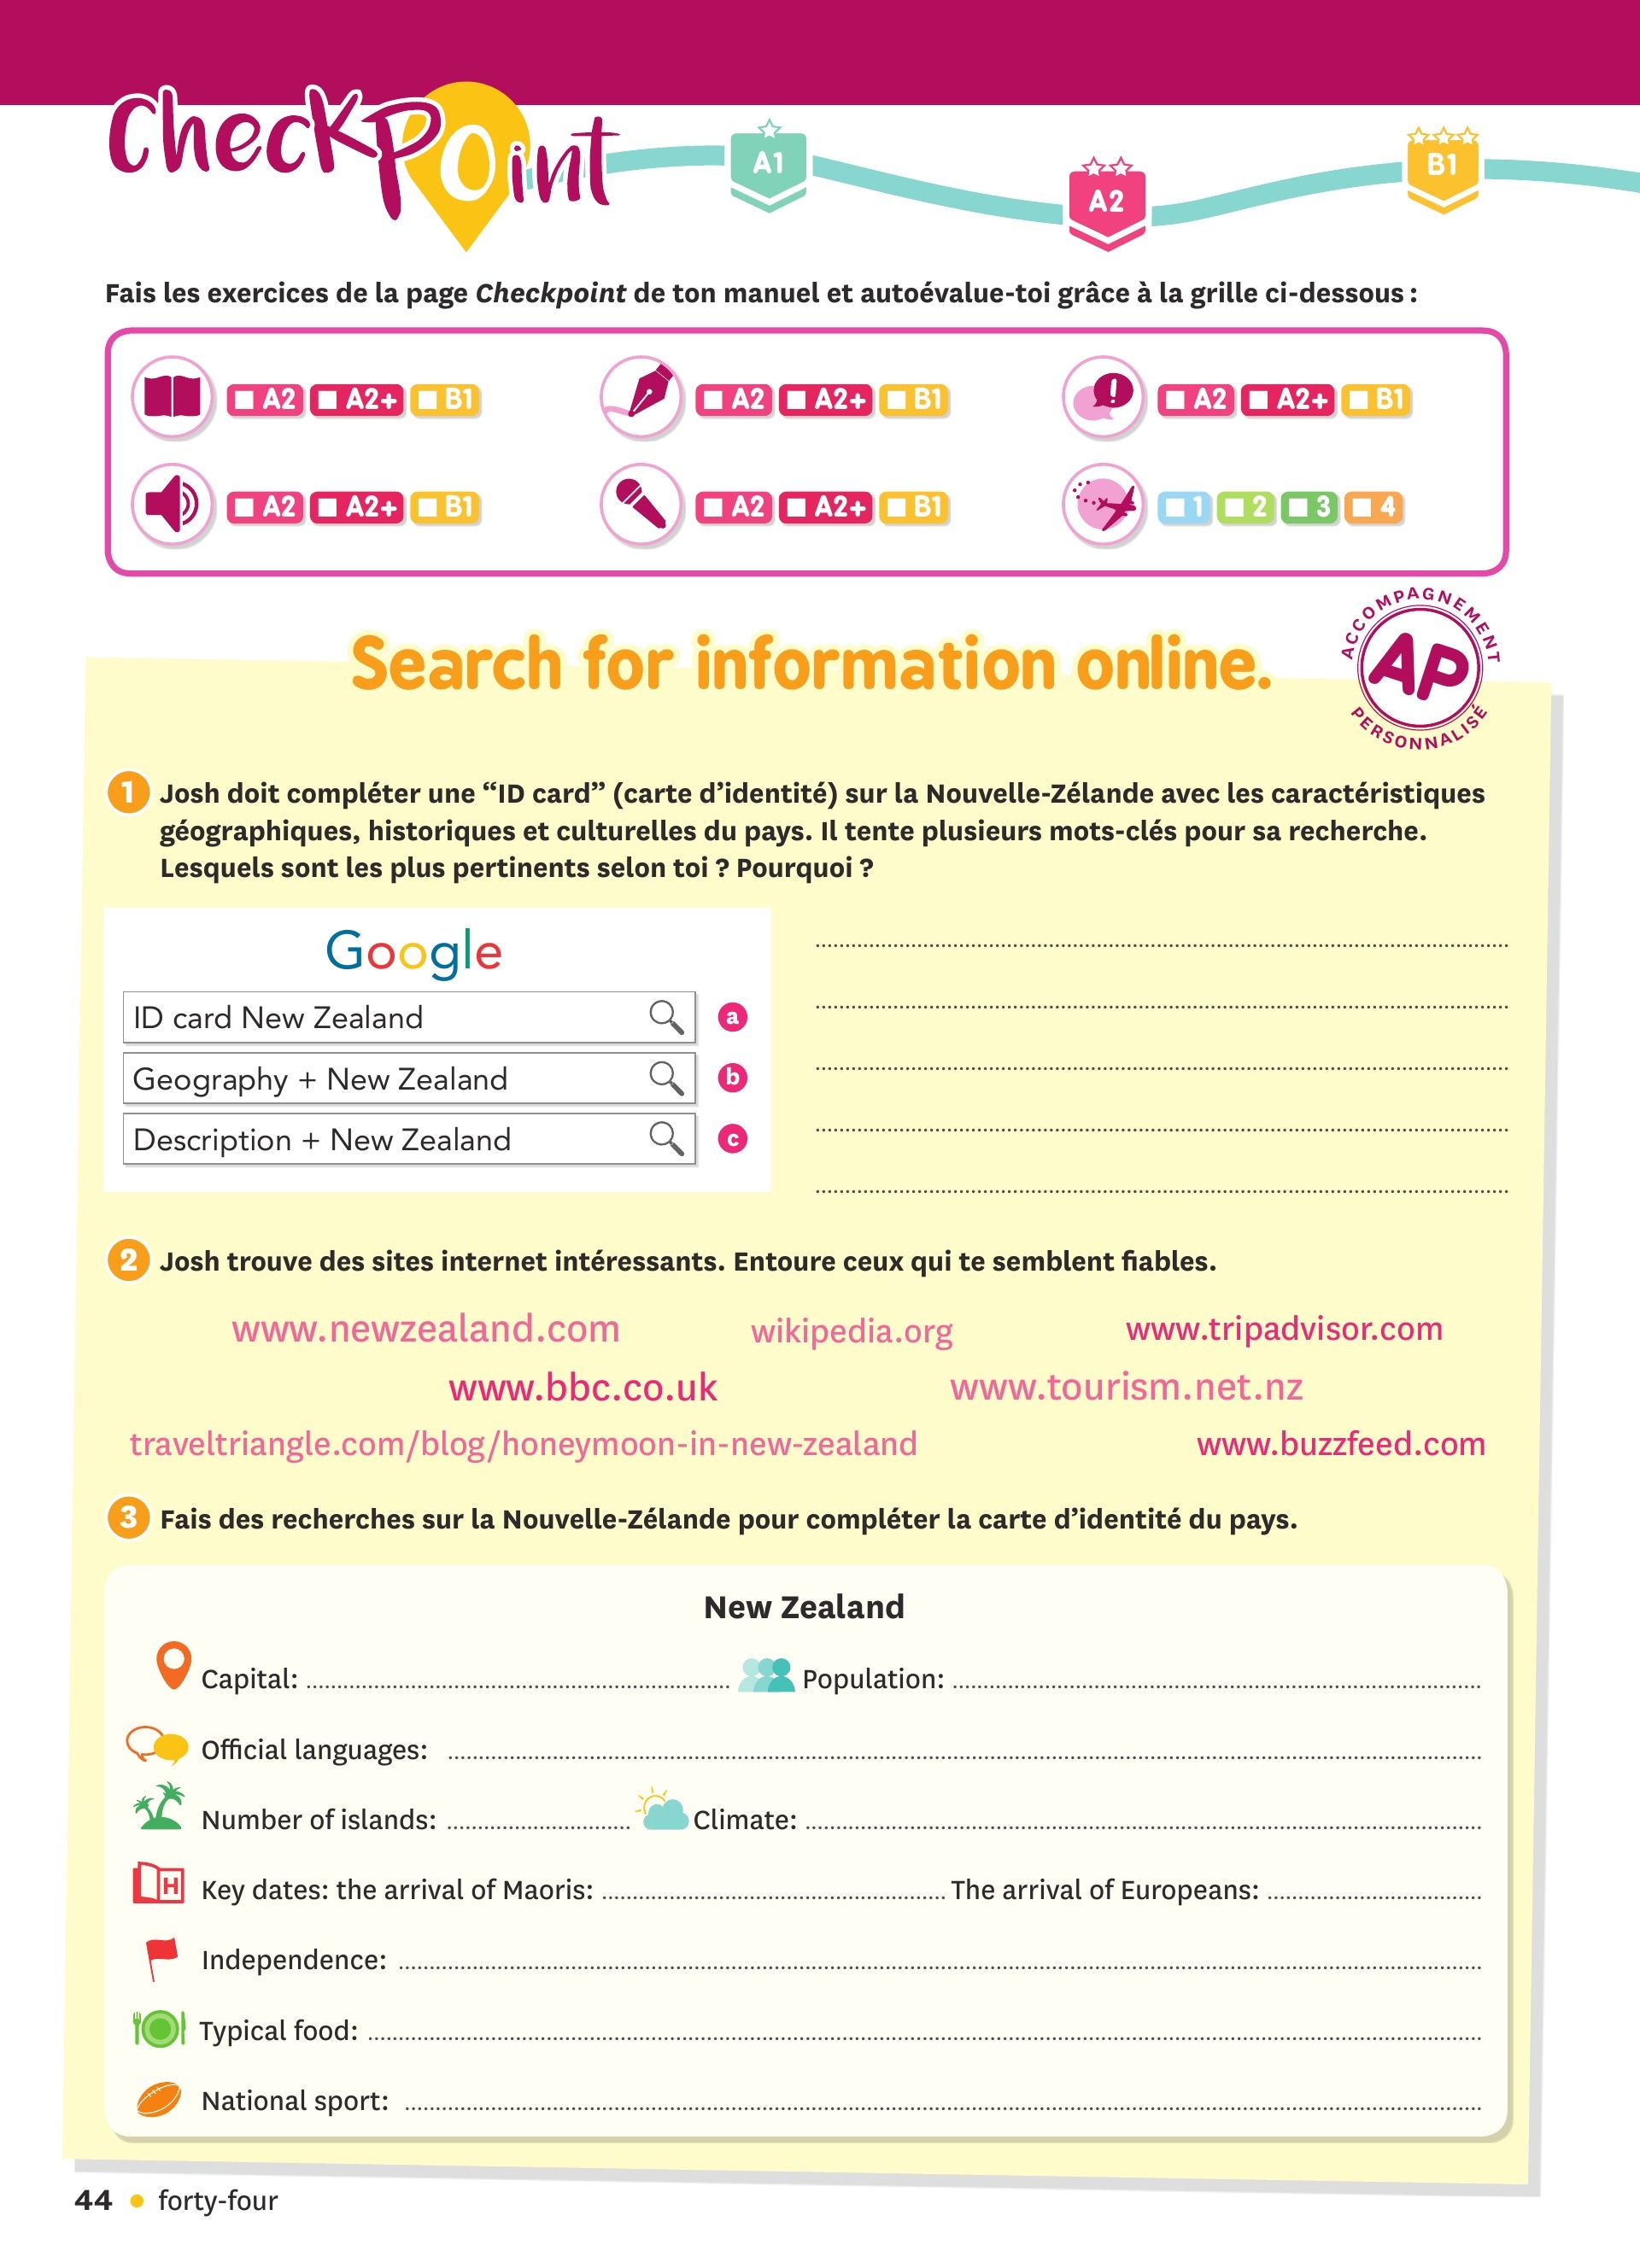 CheckPoint
A1
A2
B1
Fais les exercices de la page Checkpoint de ton manuel et autoévalue-toi grâce à la grille ci-dessous :
A2 A2+ B1
A2 A2+ B1
A2 A2+ B1
A2 A2+ B1
A2 A2+ B1
1 2 3 4
Search for information online.
ACCOMPAGNEMENT
AP
PERSONNALISÉ
1 Josh doit compléter une “ID card” (carte d’identité) sur la Nouvelle-Zélande avec les caractéristiques
géographiques, historiques et culturelles du pays. Il tente plusieurs mots-clés pour sa recherche.
Lesquels sont les plus pertinents selon toi ? Pourquoi ?
Google
ID card New Zealand a
Geography + New Zealand b
Description + New Zealand c
2 Josh trouve des sites internet intéressants. Entoure ceux qui te semblent fiables.
www.newzealand.com wikipedia.org www.tripadvisor.com
www.bbc.co.uk www.tourism.net.nz
traveltriangle.com/blog/honeymoon-in-new-zealand www.buzzfeed.com
3 Fais des recherches sur la Nouvelle-Zélande pour compléter la carte d’identité du pays.
New Zealand
Capital: Population:
Official languages:
Number of islands: Climate:
H Key dates: the arrival of Maoris: The arrival of Europeans:
Independence:
Typical food:
National sport:
44 • forty-four